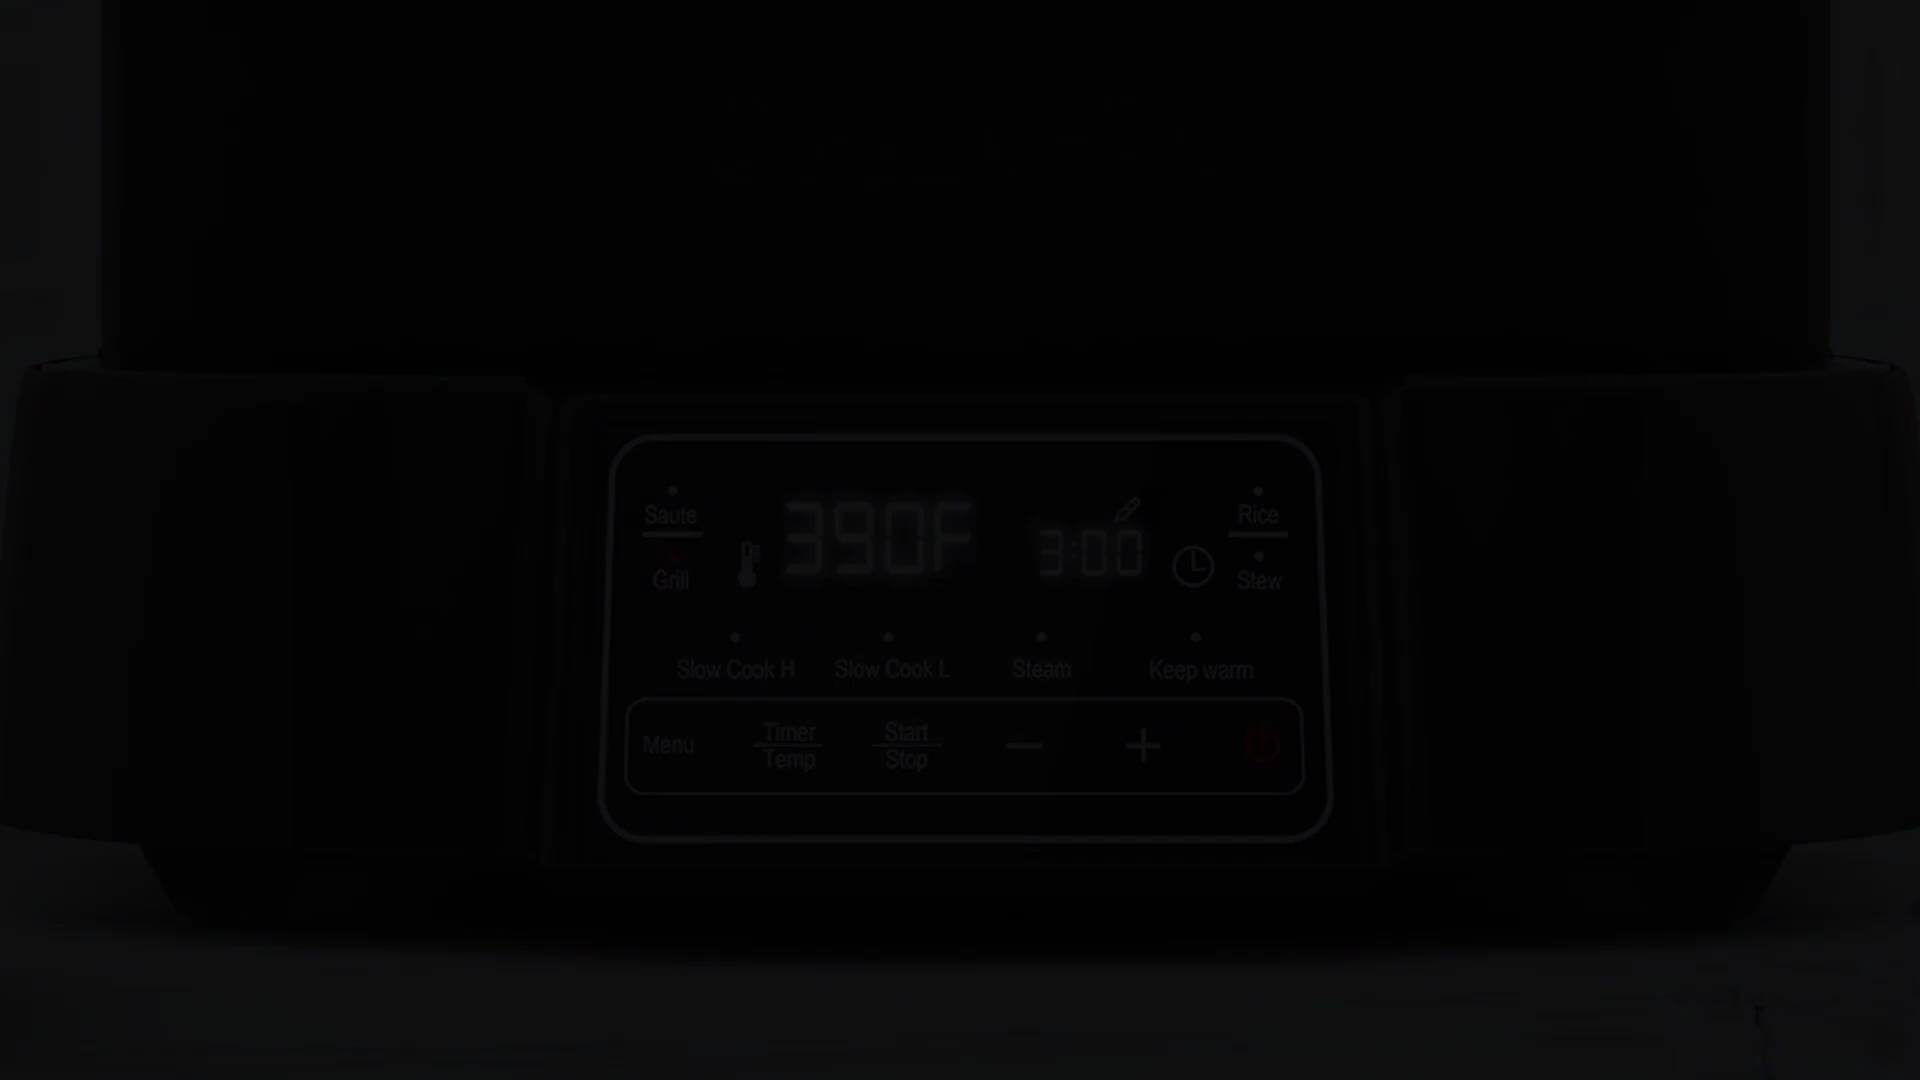 Saute
390F
3:00
Rice
Grill
Stew
Slow Cook H
Slow Cook L
Steam
Keep warm
Menu
Timer
Temp
Start
Stop